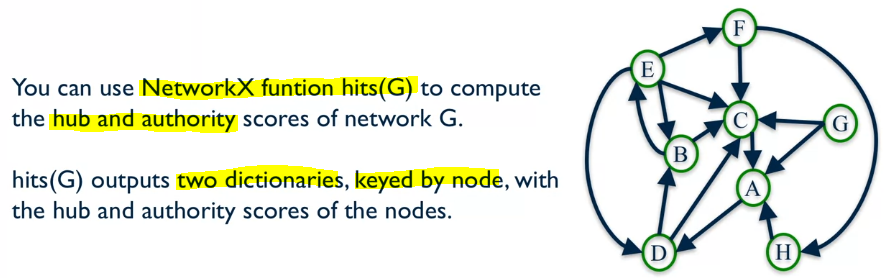 You can use NetworkX funtion hits(G) to compute
the hub and authority scores of network G.
hits(G) outputs two dictionaries, keyed by node, with
the hub and authority scores of the nodes.
F
E
C
G
B
A
D
H